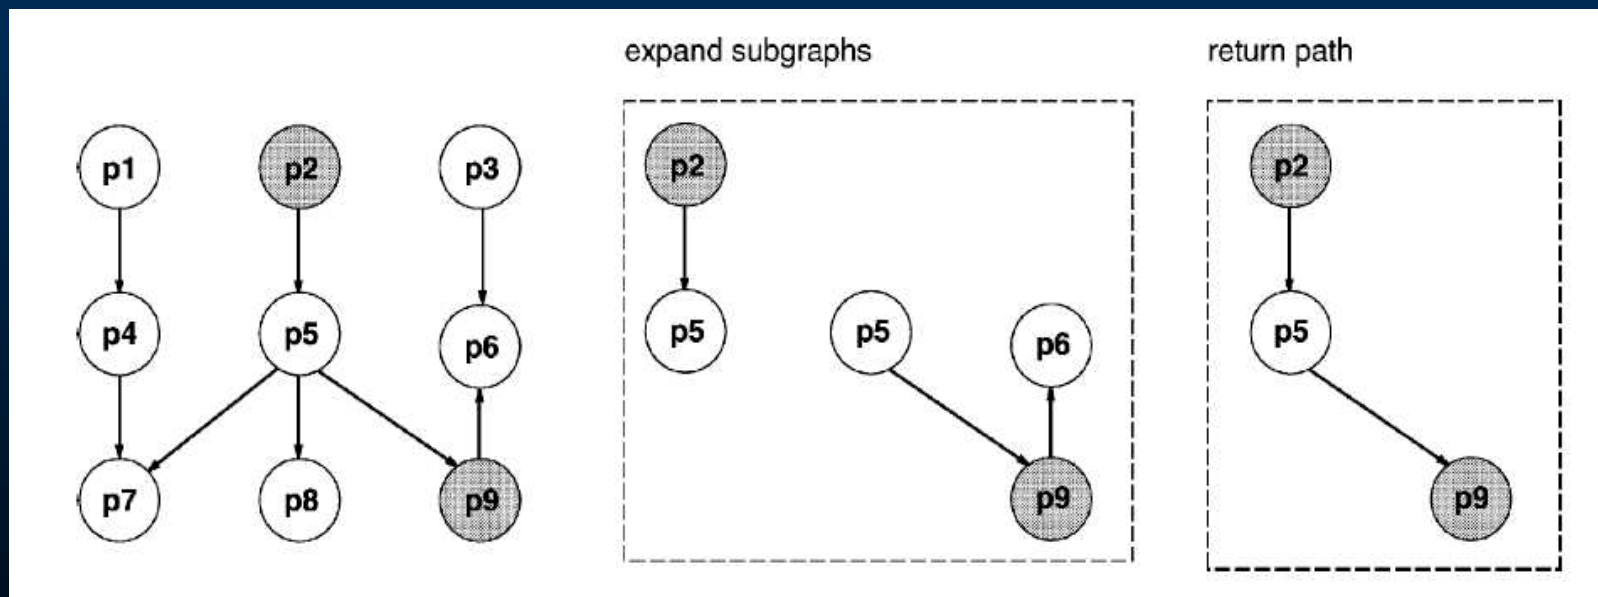 expand subgraphs
return path
p1
p2
p3
p4
p5
p6
p7
p8
p9
p2
p5
p5
p6
p9
p2
p5
p9